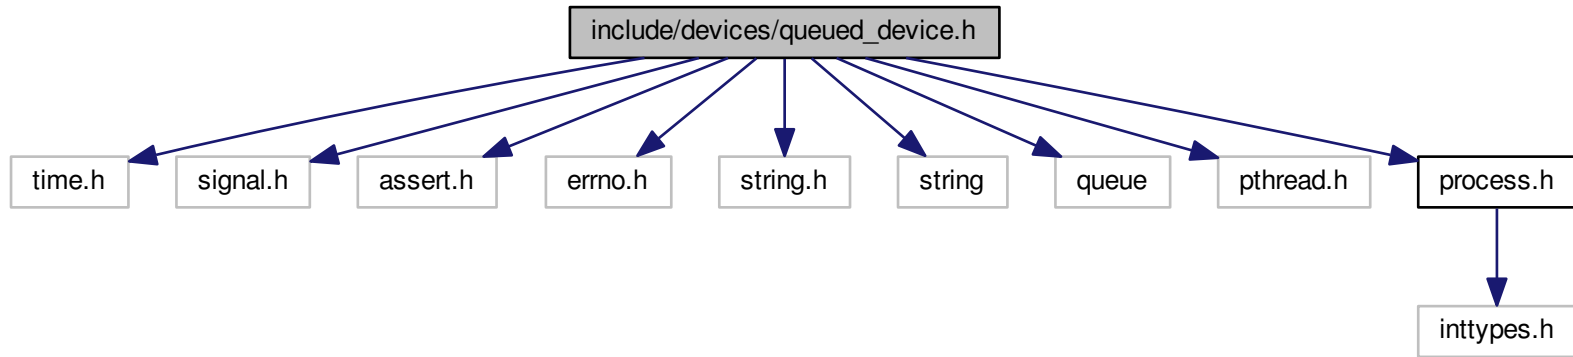 include/devices/queued_device.h
time.h
signal.h
assert.h
errno.h
string.h
string
queue
pthread.h
process.h
inttypes.h